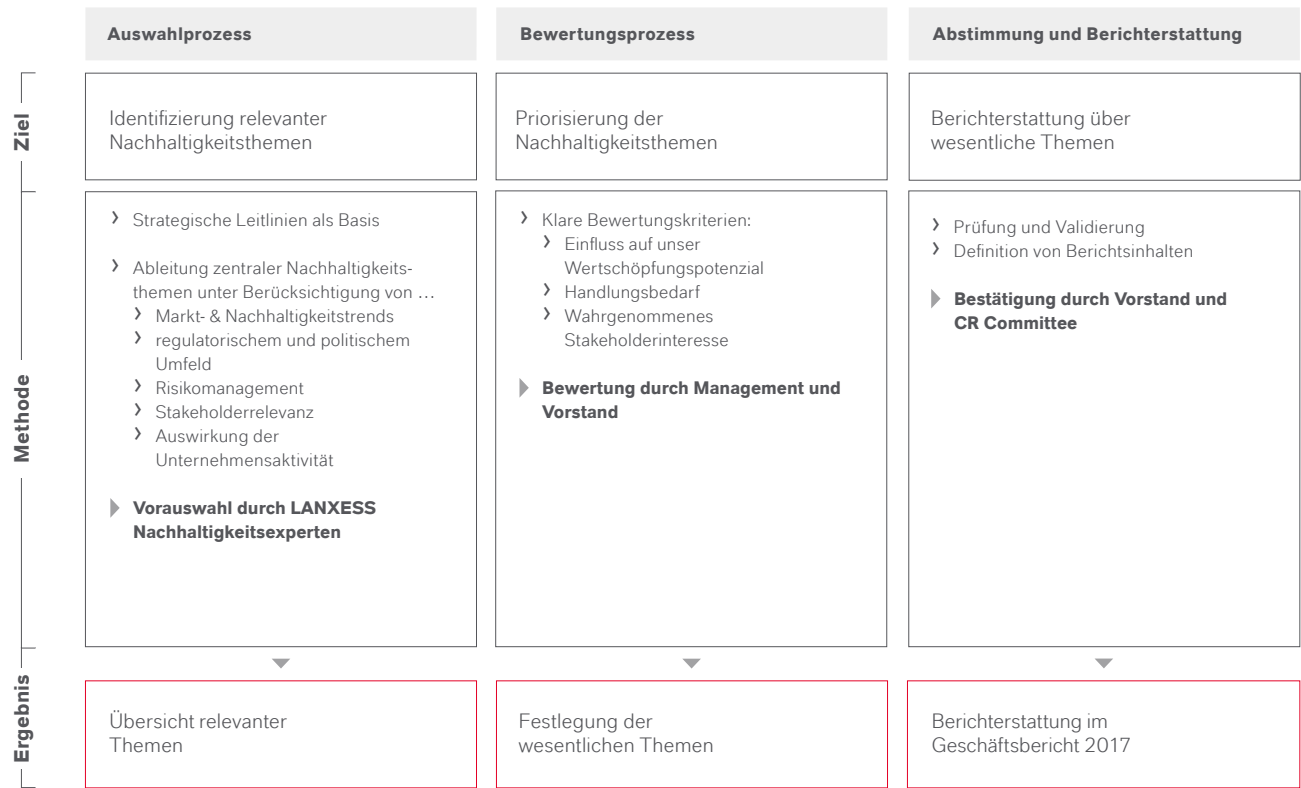 Auswahlprozess
Bewertungsprozess
Abstimmung und Berichterstattung
Ziel
Identifizierung relevanter
Nachhaltigkeitsthemen
Priorisierung der
Nachhaltigkeitsthemen
Berichterstattung über
wesentliche Themen
Methode
› Strategische Leitlinien als Basis
› Ableitung zentraler Nachhaltigkeits-
themen unter Berücksichtigung von …
› Markt- & Nachhaltigkeitstrends
› regulatorischem und politischem
Umfeld
› Risikomanagement
› Stakeholderrelevanz
› Auswirkung der
Unternehmensaktivität
Vorauswahl durch LANXESS
Nachhaltigkeitsexperten
› Klare Bewertungskriterien:
› Einfluss auf unser
Wertschöpfungspotenzial
› Handlungsbedarf
› Wahrgenommenes
Stakeholderinteresse
Bewertung durch Management und
Vorstand
› Prüfung und Validierung
› Definition von Berichtsinhalten
Bestätigung durch Vorstand und
CR Committee
Ergebnis
Übersicht relevanter
Themen
Festlegung der
wesentlichen Themen
Berichterstattung im
Geschäftsbericht 2017